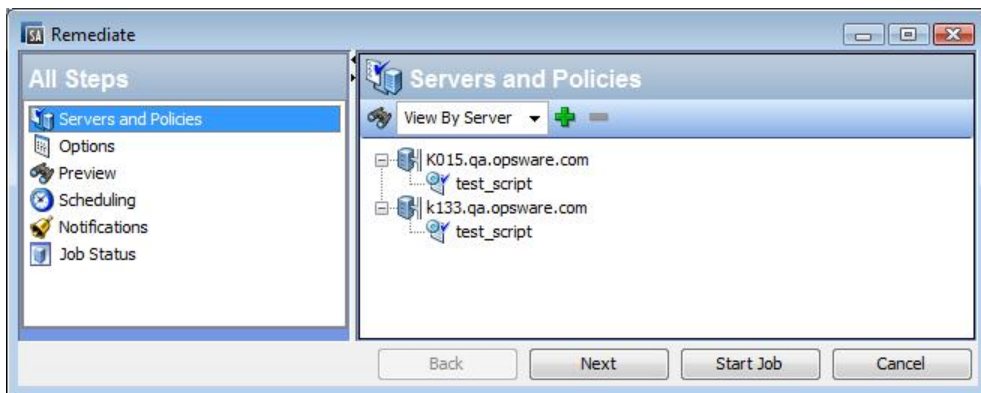 SA Remediate
All Steps
Servers and Policies
Options
Preview
Scheduling
Notifications
Job Status
Servers and Policies
View By Server
K015.qa.opsware.com
test_script
k133.qa.opsware.com
test_script
Back Next Start Job Cancel